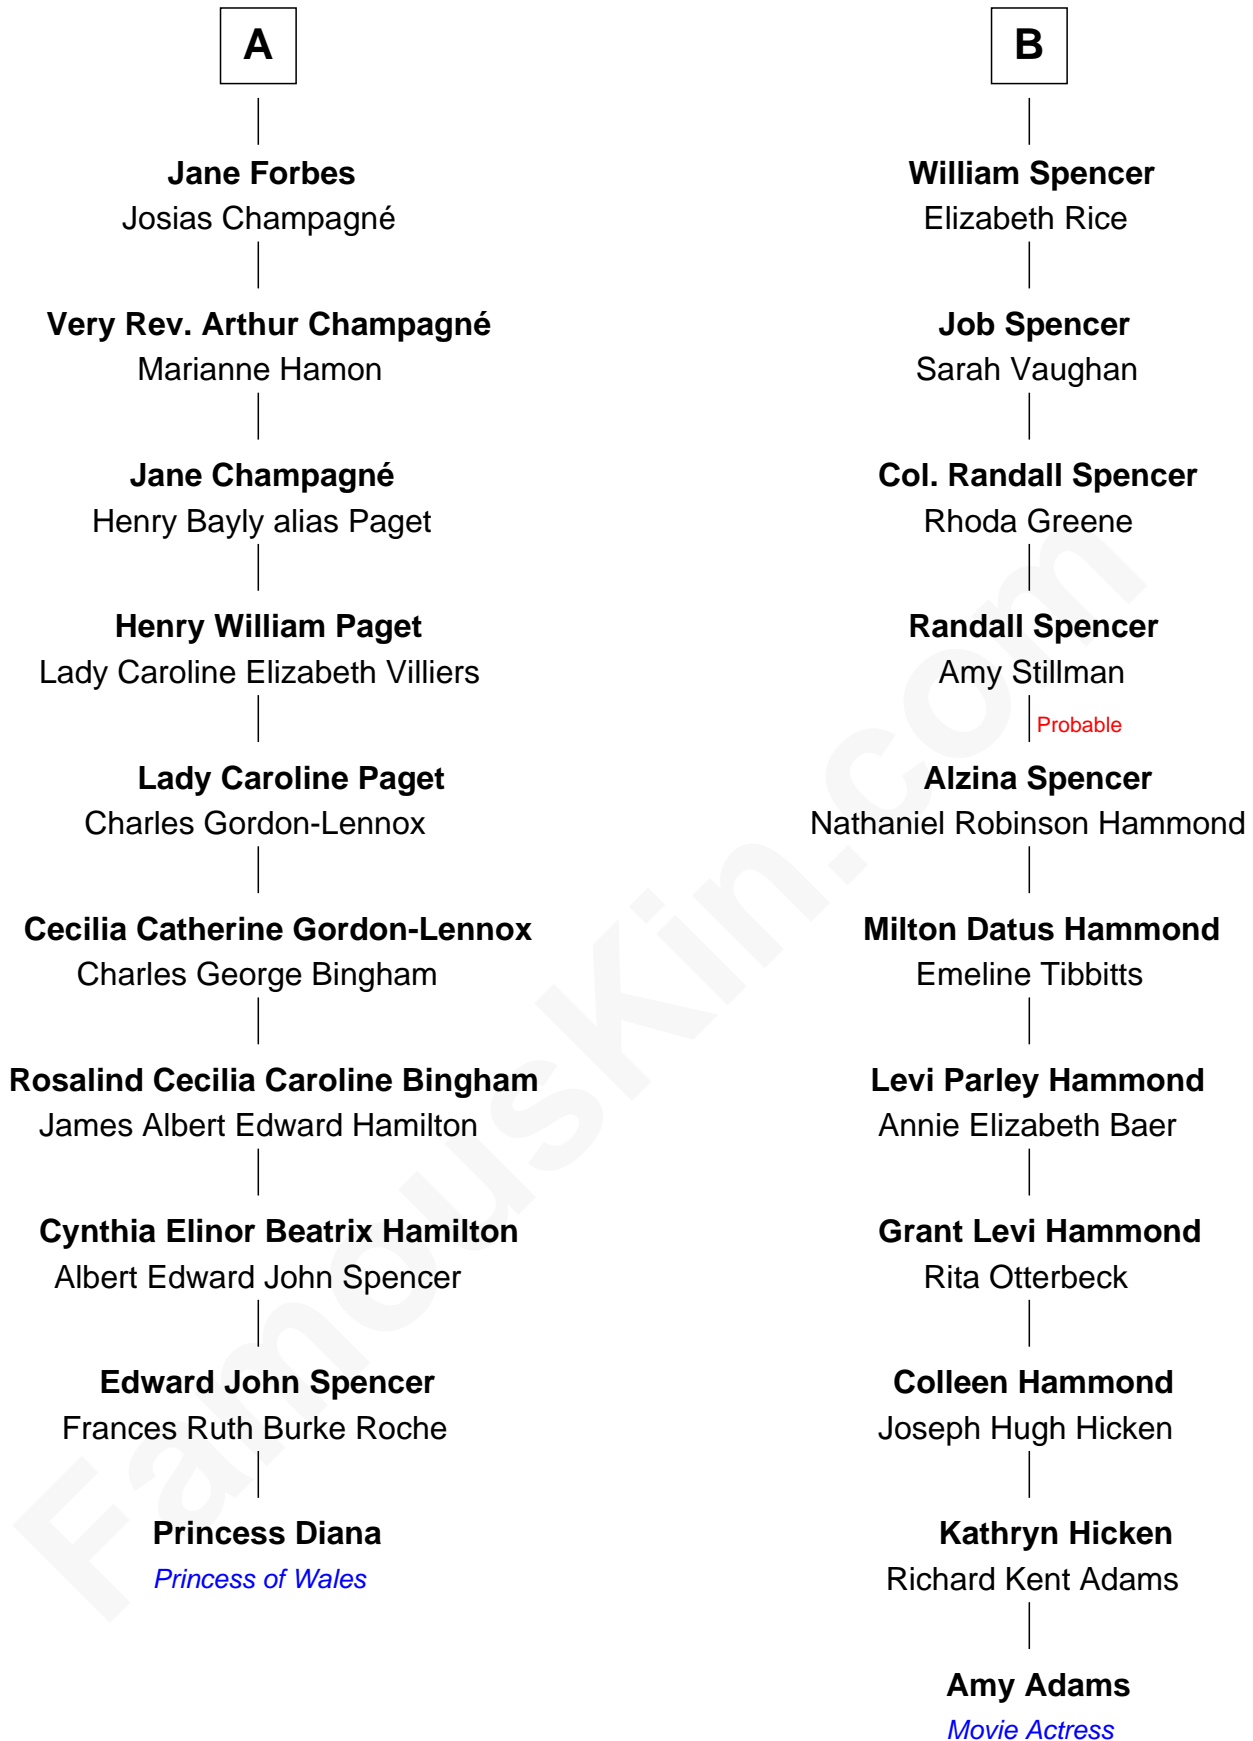 A
Jane Forbes
Josias Champagné
Very Rev. Arthur Champagné
Marianne Hamon
Jane Champagné
Henry Bayly alias Paget
Henry William Paget
Lady Caroline Elizabeth Villiers
Lady Caroline Paget
Charles Gordon-Lennox
Cecilia Catherine Gordon-Lennox
Charles George Bingham
Rosalind Cecilia Caroline Bingham
James Albert Edward Hamilton
Cynthia Elinor Beatrix Hamilton
Albert Edward John Spencer
Edward John Spencer
Frances Ruth Burke Roche
Princess Diana
Princess of Wales
B
William Spencer
Elizabeth Rice
Job Spencer
Sarah Vaughan
Col. Randall Spencer
Rhoda Greene
Randall Spencer
Amy Stillman
Probable
Alzina Spencer
Nathaniel Robinson Hammond
Milton Datus Hammond
Emeline Tibbitts
Levi Parley Hammond
Annie Elizabeth Baer
Grant Levi Hammond
Rita Otterbeck
Colleen Hammond
Joseph Hugh Hicken
Kathryn Hicken
Richard Kent Adams
Amy Adams
Movie Actress
FamousKin.com